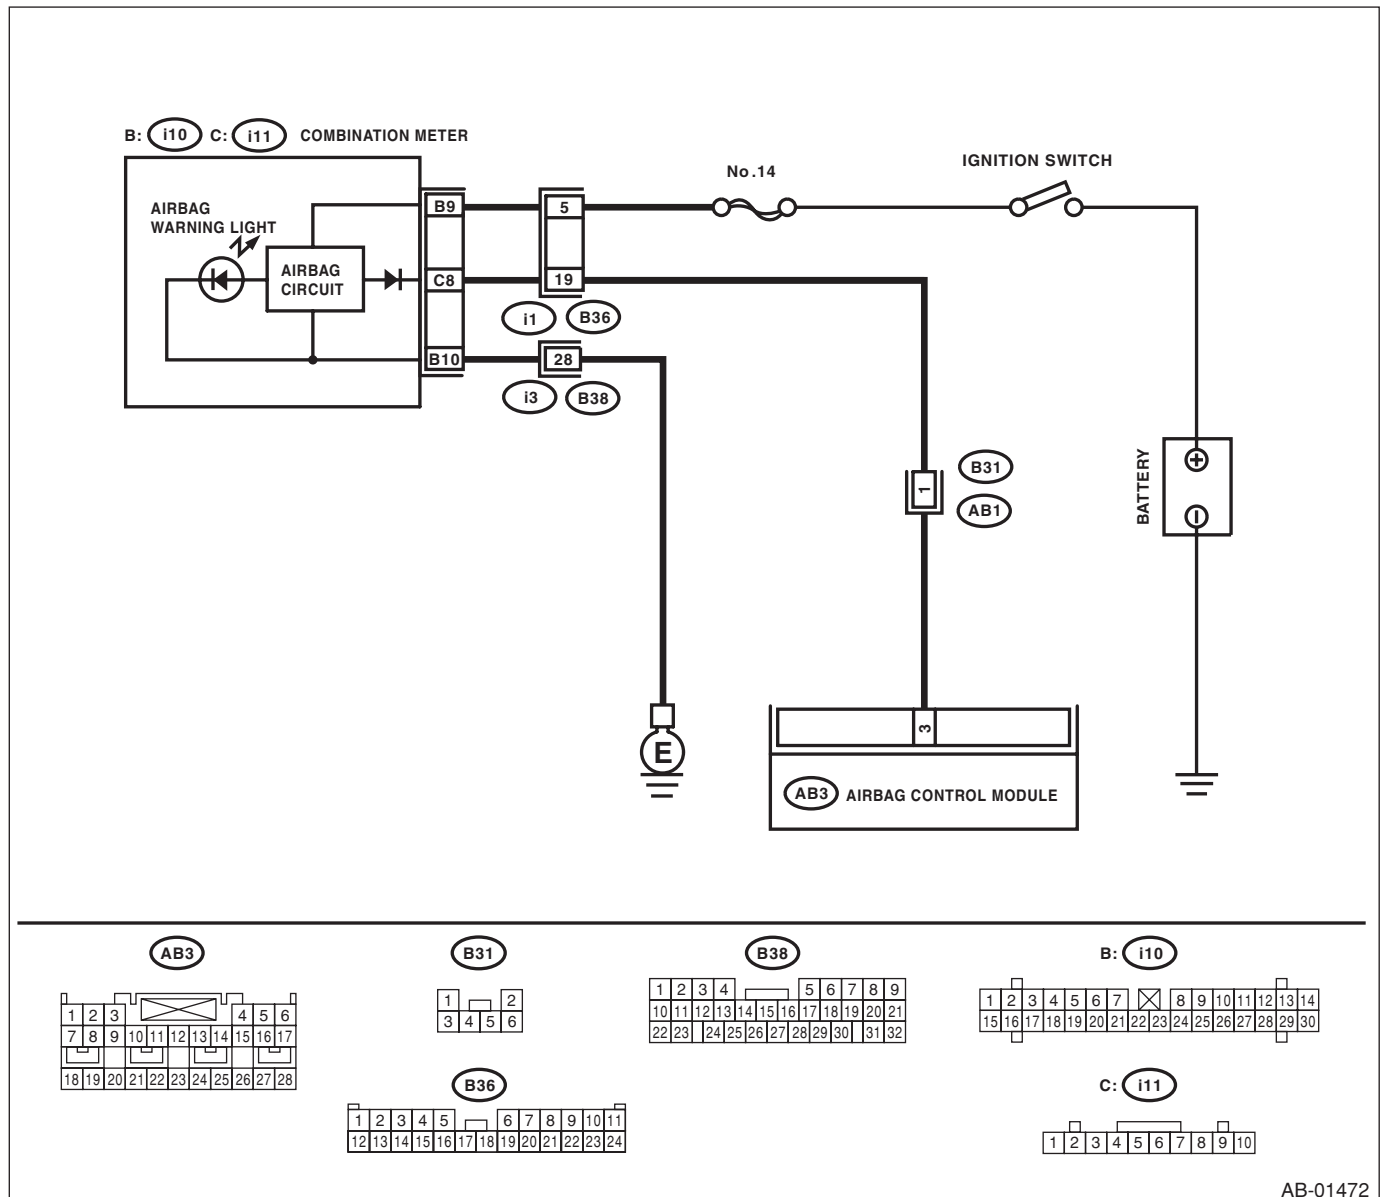 B: i10 C: i11 COMBINATION METER
AIRBAG
WARNING LIGHT
AIRBAG
CIRCUIT
B9
C8
B10
5
19
i1 B36
28
i3 B38
No.14
IGNITION SWITCH
BATTERY
+
−
1
B31
AB1
E
3
AB3 AIRBAG CONTROL MODULE
AB3
1 2 3 4 5 6
7 8 9 10 11 12 13 14 15 16 17
18 19 20 21 22 23 24 25 26 27 28
B31
1 2
3 4 5 6
B36
1 2 3 4 5 6 7 8 9 10 11
12 13 14 15 16 17 18 19 20 21 22 23 24
B38
1 2 3 4 5 6 7 8 9
10 11 12 13 14 15 16 17 18 19 20 21
22 23 24 25 26 27 28 29 30 31 32
B: i10
1 2 3 4 5 6 7 8 9 10 11 12 13 14
15 16 17 18 19 20 21 22 23 24 25 26 27 28 29 30
C: i11
1 2 3 4 5 6 7 8 9 10
AB-01472